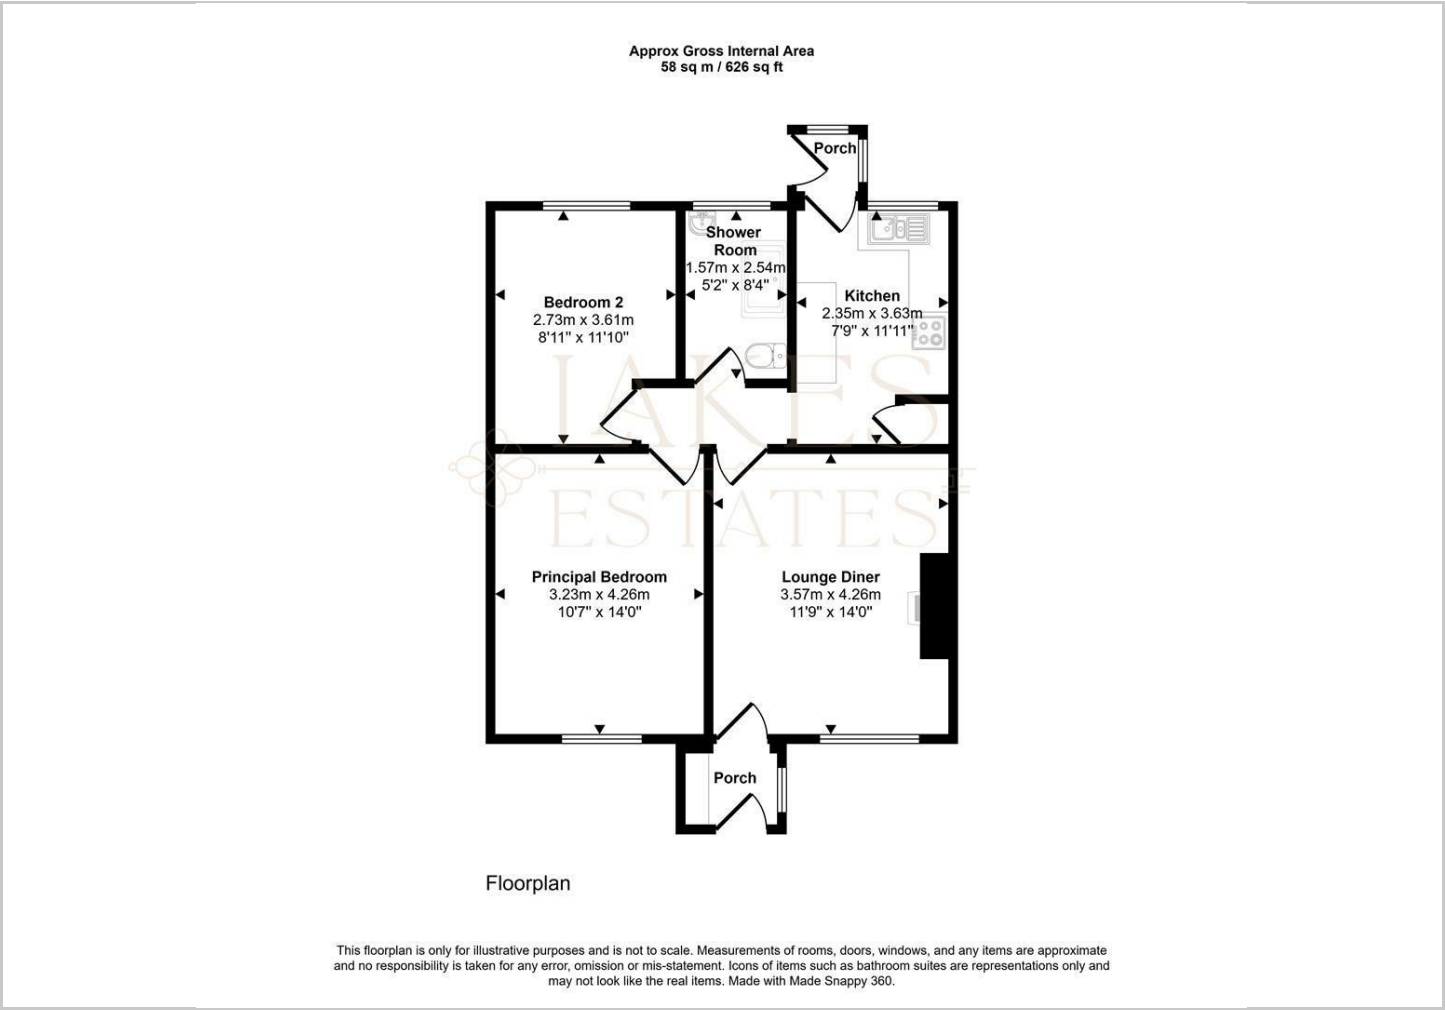 Approx Gross Internal Area
58 sq m / 626 sq ft
Porch
Shower
Room
1.57m x 2.54m
5'2" x 8'4"
Kitchen
2.35m x 3.63m
7'9" x 11'11"
Bedroom 2
2.73m x 3.61m
8'11" x 11'10"
LAKES
ESTATES
Principal Bedroom
3.23m x 4.26m
10'7" x 14'0"
Lounge Diner
3.57m x 4.26m
11'9" x 14'0"
Porch
Floorplan
This floorplan is only for illustrative purposes and is not to scale. Measurements of rooms, doors, windows, and any items are approximate
and no responsibility is taken for any error, omission or mis-statement. Icons of items such as bathroom suites are representations only and
may not look like the real items. Made with Made Snappy 360.